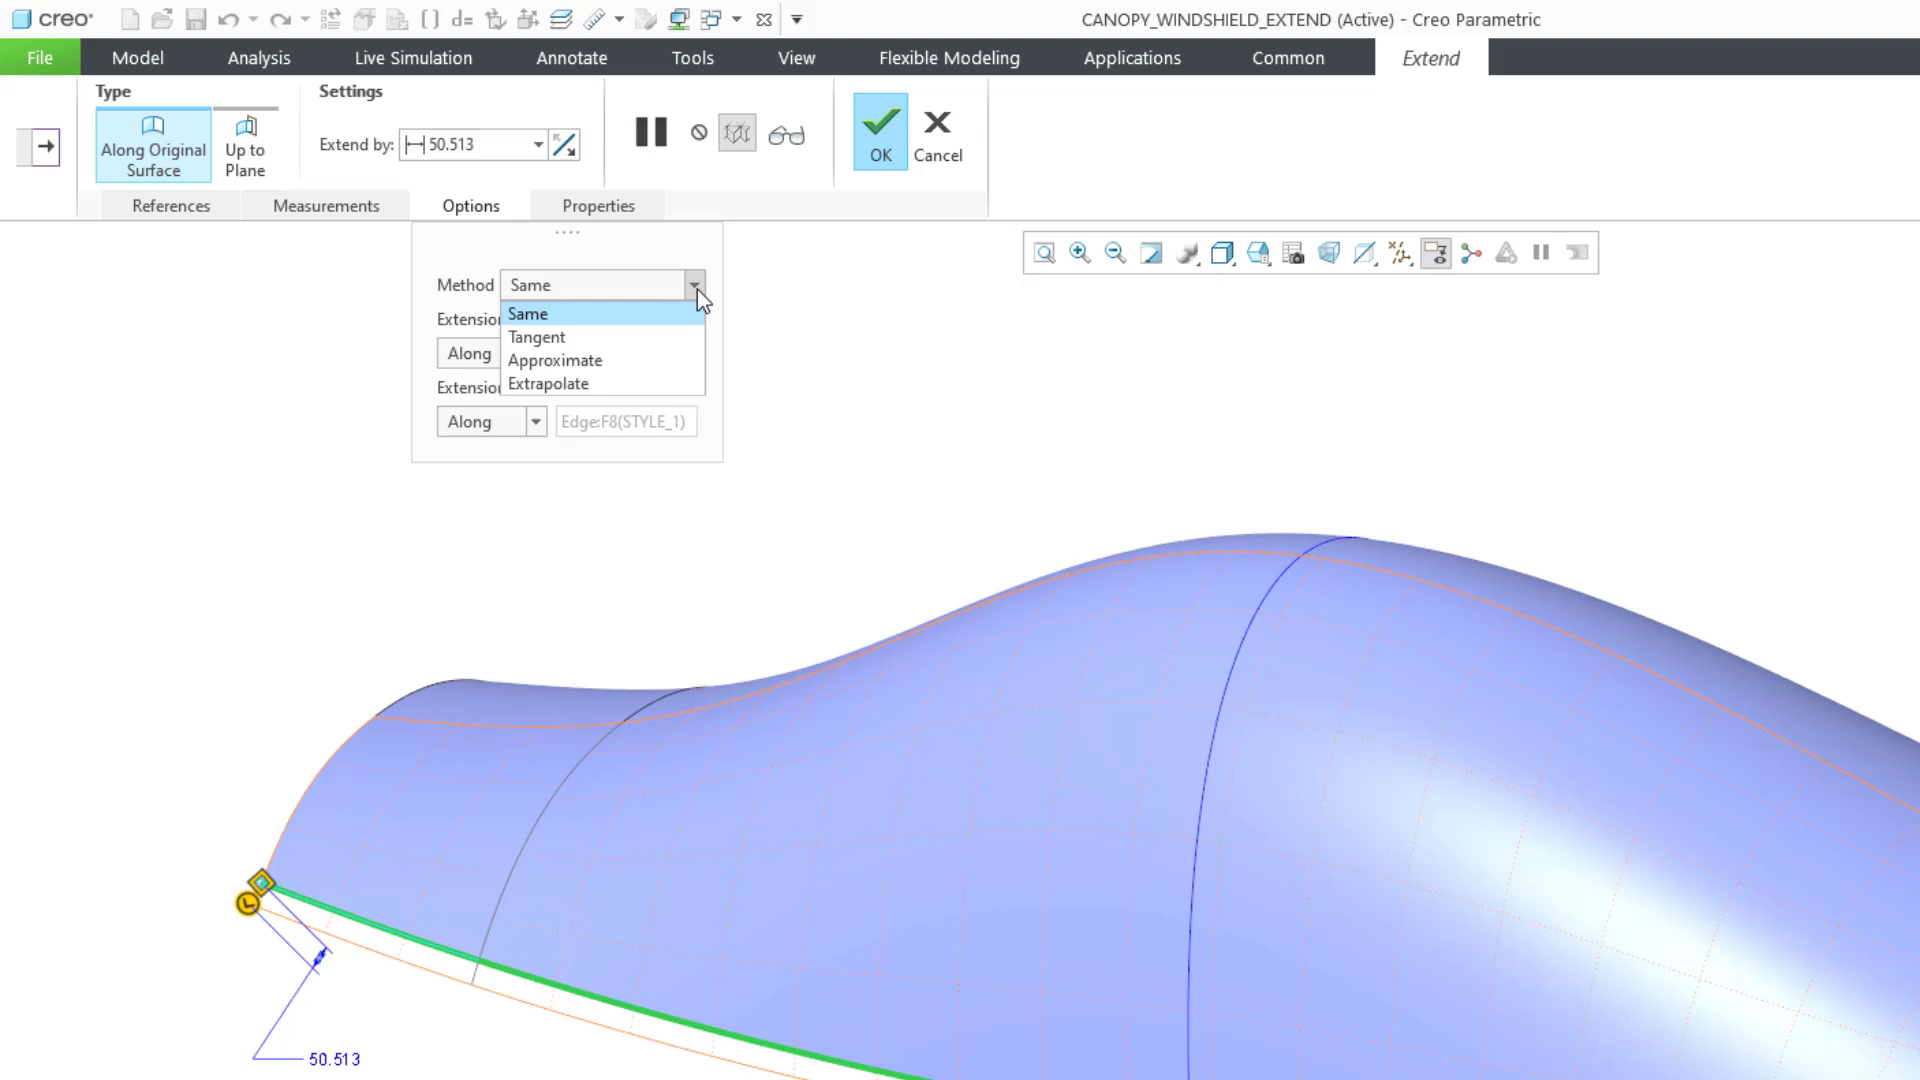 creo®
d=
CANOPY_WINDSHIELD_EXTEND (Active) - Creo Parametric
File Model Analysis Live Simulation Annotate Tools View Flexible Modeling Applications Common Extend
Type
Settings
Along Original Surface
Up to Plane
Extend by: 50.513
OK
Cancel
References Measurements Options Properties
Method Same
Same
Tangent
Approximate
Extrapolate
Along
Along Edge:F8(STYLE_1)
50.513